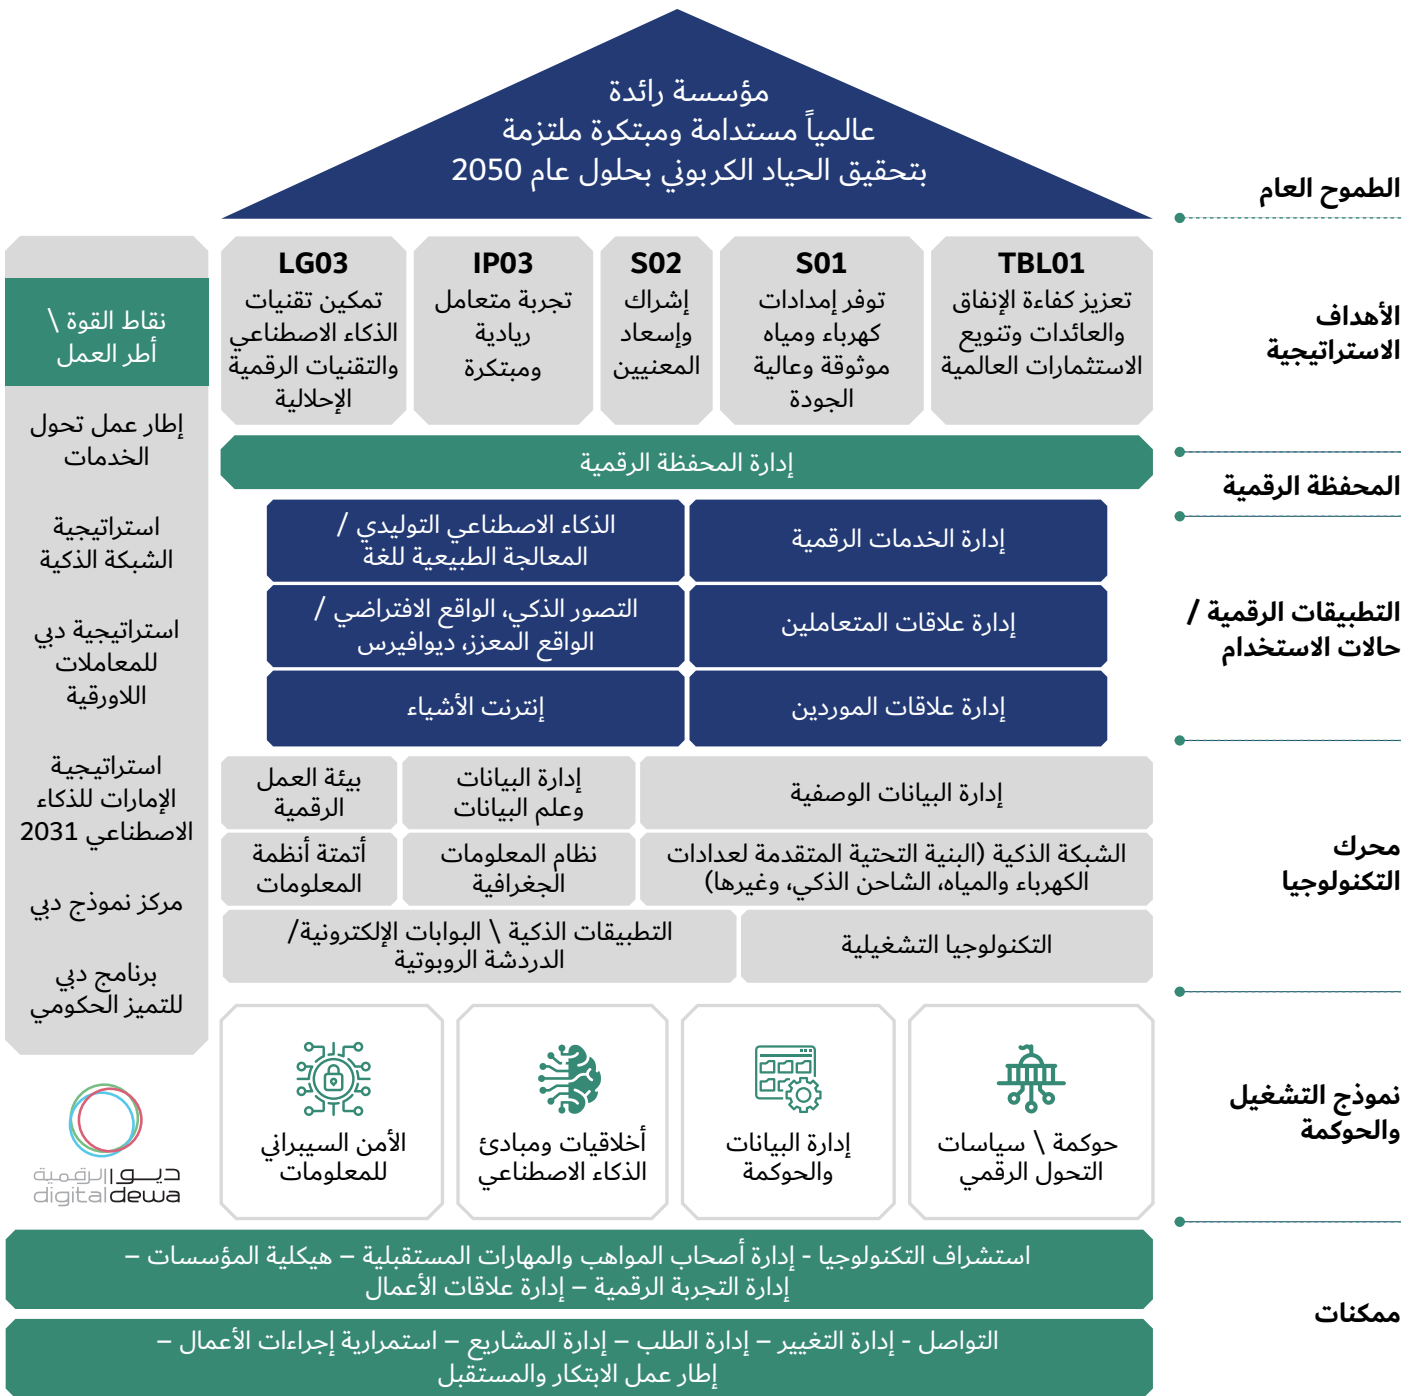 مؤسسة رائدة
عالمياً مستدامة ومبتكرة ملتزمة
بتحقيق الحياد الكربوني بحلول عام 2050
الطموح العام
الأهداف
الاستراتيجية
TBL01
تعزيز كفاءة الإنفاق
والعائدات وتنويع
الاستثمارات العالمية
S01
توفر إمدادات
كهرباء ومياه
موثوقة وعالية
الجودة
S02
إشراك
وإسعاد
المعنيين
IP03
تجربة متعامل
ريادية
ومبتكرة
LG03
تمكين تقنيات
الذكاء الاصطناعي
والتقنيات الرقمية
الإحلالية
المحفظة الرقمية
إدارة المحفظة الرقمية
التطبيقات الرقمية /
حالات الاستخدام
إدارة الخدمات الرقمية
الذكاء الاصطناعي التوليدي /
المعالجة الطبيعية للغة
إدارة علاقات المتعاملين
التصور الذكي، الواقع الافتراضي /
الواقع المعزز، ديوافيرس
إدارة علاقات الموردين
إنترنت الأشياء
محرك
التكنولوجيا
إدارة البيانات الوصفية
إدارة البيانات
وعلم البيانات
بيئة العمل
الرقمية
الشبكة الذكية (البنية التحتية المتقدمة لعدادات
الكهرباء والمياه، الشاحن الذكي، وغيرها)
نظام المعلومات
الجغرافية
أتمتة أنظمة
المعلومات
التكنولوجيا التشغيلية
التطبيقات الذكية \ البوابات الإلكترونية/
الدردشة الروبوتية
نموذج التشغيل
والحوكمة
حوكمة \ سياسات
التحول الرقمي
إدارة البيانات
والحوكمة
أخلاقيات ومبادئ
الذكاء الاصطناعي
الأمن السيبراني
للمعلومات
ممكنات
استشراف التكنولوجيا - إدارة أصحاب المواهب والمهارات المستقبلية – هيكلية المؤسسات –
إدارة التجربة الرقمية – إدارة علاقات الأعمال
التواصل - إدارة التغيير – إدارة الطلب – إدارة المشاريع – استمرارية إجراءات الأعمال –
إطار عمل الابتكار والمستقبل
نقاط القوة \
أطر العمل
إطار عمل تحول
الخدمات
استراتيجية
الشبكة الذكية
استراتيجية دبي
للمعاملات
اللاورقية
استراتيجية
الإمارات للذكاء
الاصطناعي 2031
مركز نموذج دبي
برنامج دبي
للتميز الحكومي
ديوا الرقمية
digitaldewa